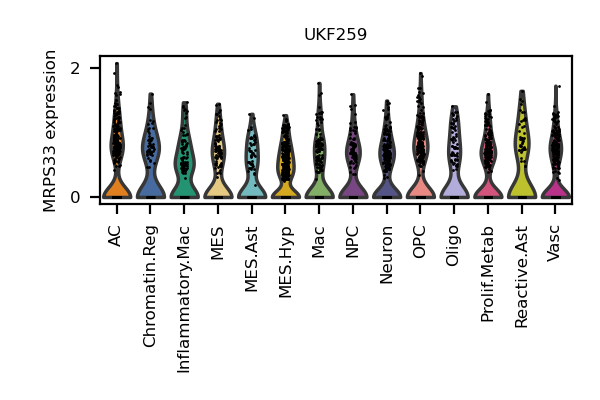 UKF259
MRPS33 expression
2
0
AC
Chromatin.Reg
Inflammatory.Mac
MES
MES.Ast
MES.Hyp
Mac
NPC
Neuron
OPC
Oligo
Prolif.Metab
Reactive.Ast
Vasc